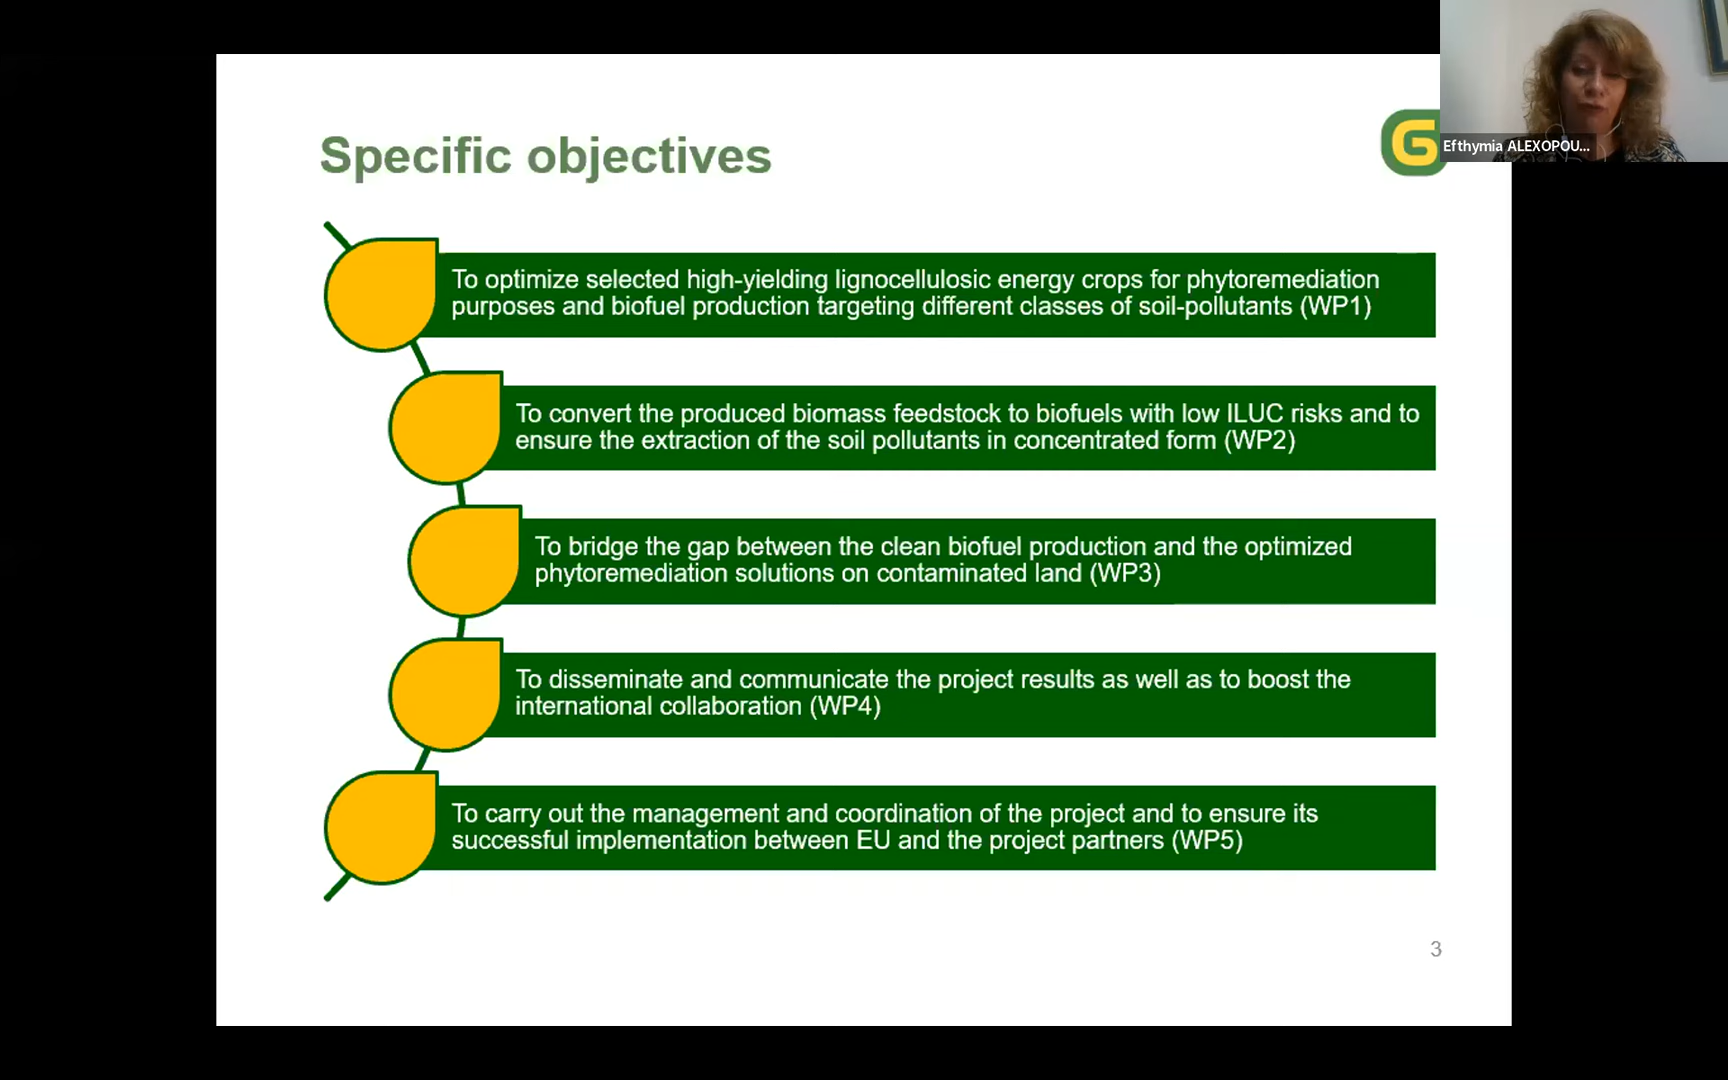 Specific objectives
G
Efthymia ALEXOPOU...
To optimize selected high-yielding lignocellulosic energy crops for phytoremediation
purposes and biofuel production targeting different classes of soil-pollutants (WP1)
To convert the produced biomass feedstock to biofuels with low ILUC risks and to
ensure the extraction of the soil pollutants in concentrated form (WP2)
To bridge the gap between the clean biofuel production and the optimized
phytoremediation solutions on contaminated land (WP3)
To disseminate and communicate the project results as well as to boost the
international collaboration (WP4)
To carry out the management and coordination of the project and to ensure its
successful implementation between EU and the project partners (WP5)
3